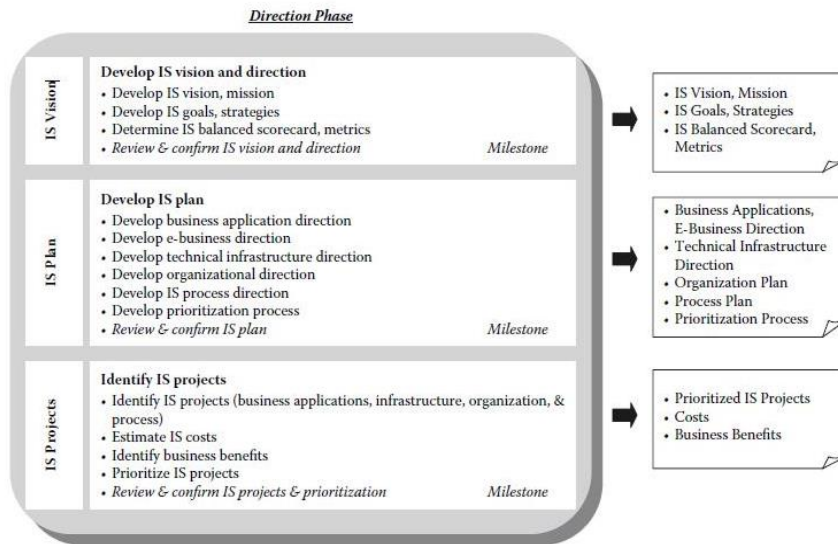 Direction Phase
IS Vision
Develop IS vision and direction
• Develop IS vision, mission
• Develop IS goals, strategies
• Determine IS balanced scorecard, metrics
• Review & confirm IS vision and direction Milestone
• IS Vision, Mission
• IS Goals, Strategies
• IS Balanced Scorecard,
Metrics
IS Plan
Develop IS plan
• Develop business application direction
• Develop e-business direction
• Develop technical infrastructure direction
• Develop organizational direction
• Develop IS process direction
• Develop prioritization process
• Review & confirm IS plan Milestone
• Business Applications,
E-Business Direction
• Technical Infrastructure
Direction
• Organization Plan
• Process Plan
• Prioritization Process
IS Projects
Identify IS projects
• Identify IS projects (business applications, infrastructure, organization, &
process)
• Estimate IS costs
• Identify business benefits
• Prioritize IS projects
• Review & confirm IS projects & prioritization Milestone
• Prioritized IS Projects
• Costs
• Business Benefits